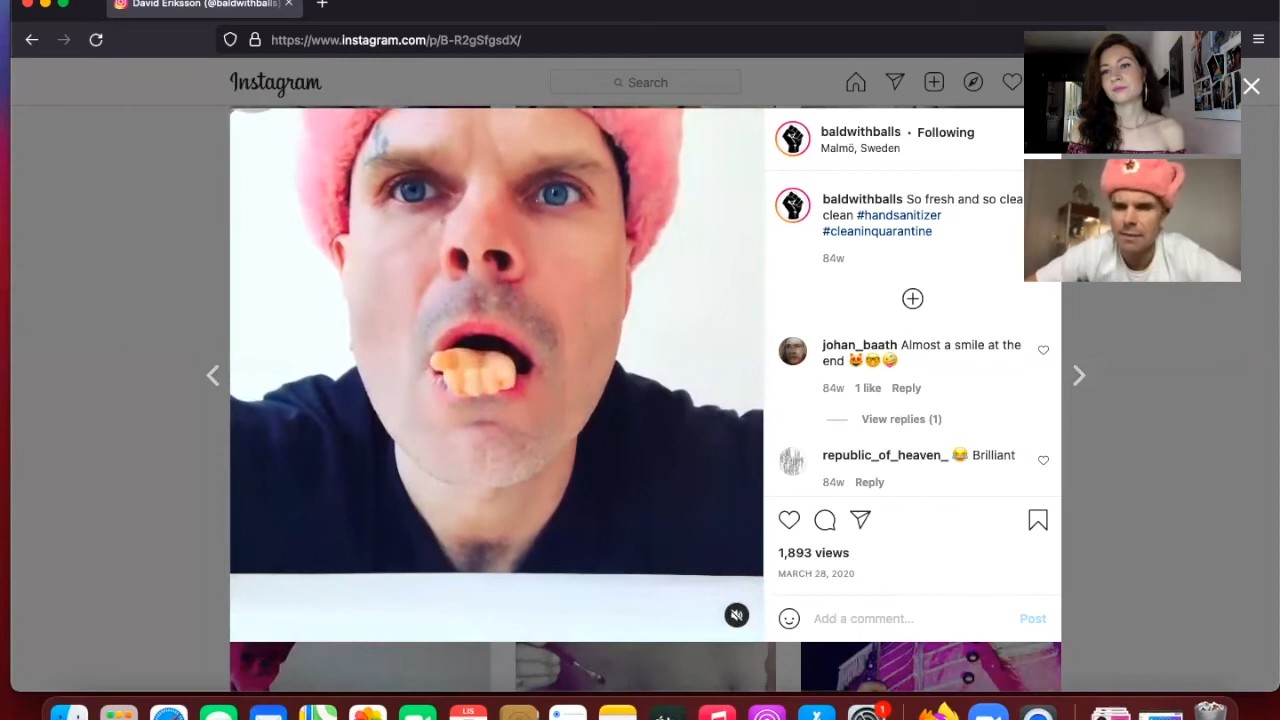 David Eriksson (@baldwithballs)
https://www.instagram.com/p/B-R2gSfgsdX/
Instagram
Search
baldwithballs • Following
Malmö, Sweden
baldwithballs So fresh and so clea
clean #handsanitizer
#cleaninquarantine
84w
johan_baath Almost a smile at the
end 😻🤓🤪
84w 1 like Reply
View replies (1)
republic_of_heaven_ 😂 Brilliant
84w Reply
1,893 views
MARCH 28, 2020
Add a comment... Post
1